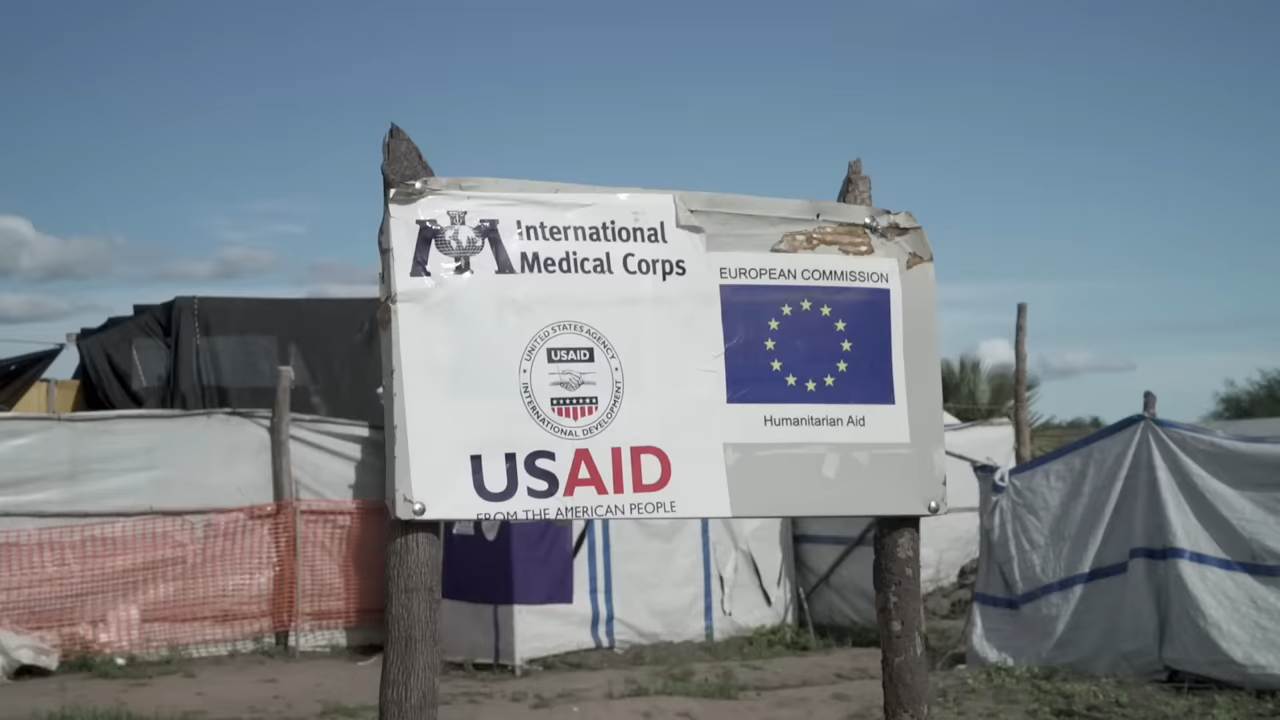 International
Medical Corps
EUROPEAN COMMISSION
Humanitarian Aid
UNITED STATES AGENCY
USAID
INTERNATIONAL DEVELOPMENT
USAID
FROM THE AMERICAN PEOPLE